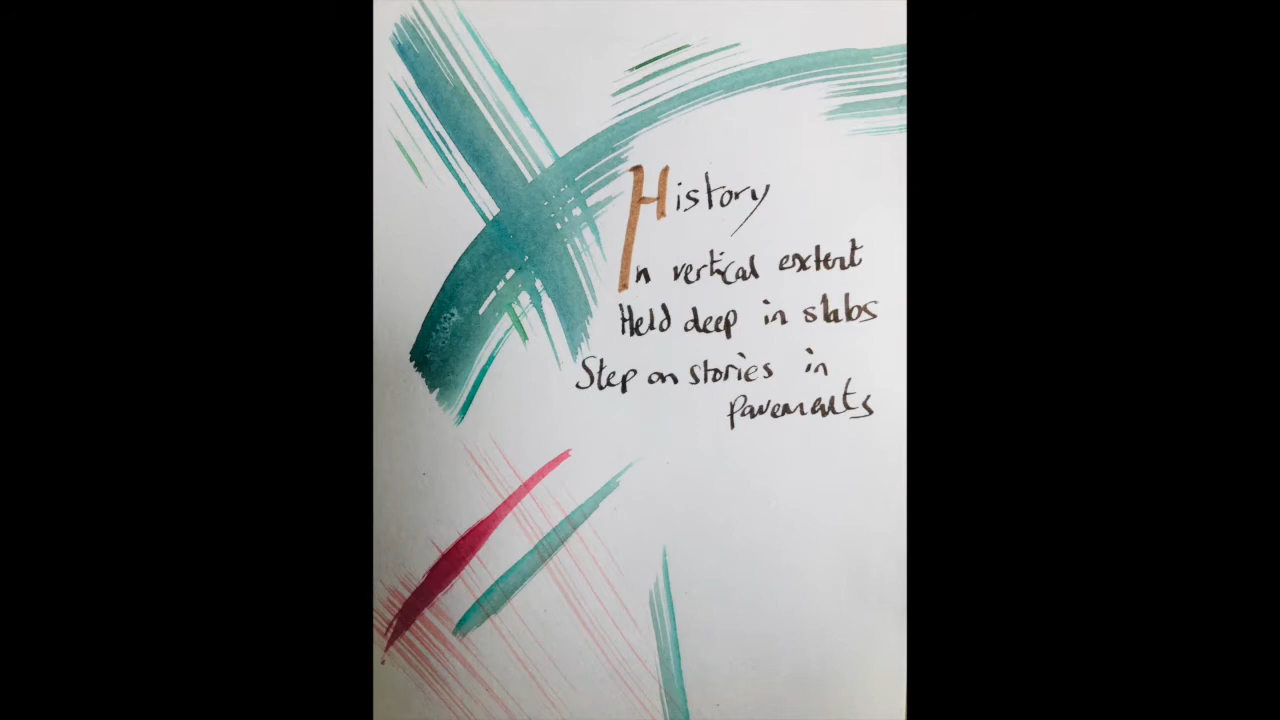 History
In vertical extent
Held deep in slabs
Step on stories in
pavements